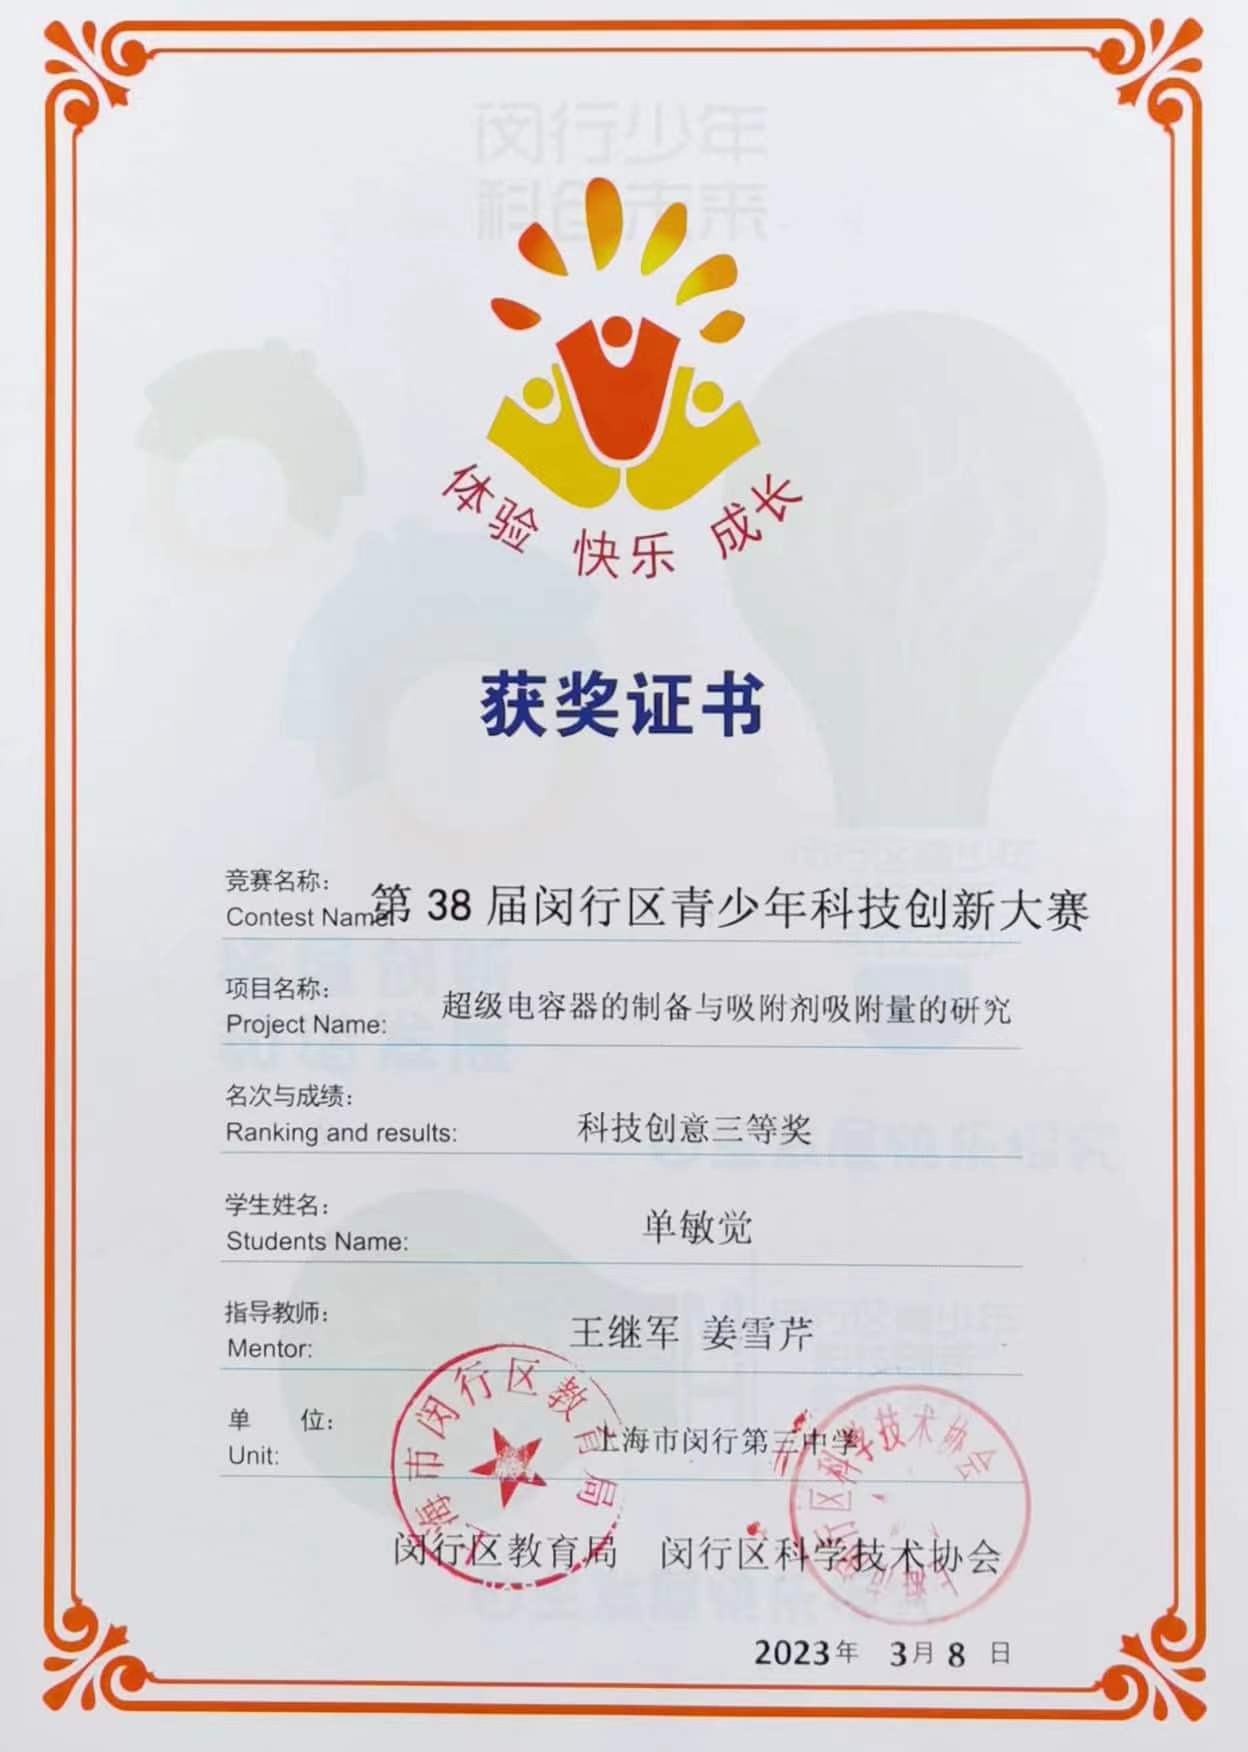 闵行少年
科创未来
体验 快乐 成长
获奖证书
竞赛名称：
Contest Name: 第 38 届闵行区青少年科技创新大赛
项目名称：
Project Name: 超级电容器的制备与吸附剂吸附量的研究
名次与成绩：
Ranking and results: 科技创意三等奖
学生姓名：
Students Name: 单敏觉
指导教师：
Mentor: 王继军 姜雪芹
单 位：
Unit: 上海市闵行第三中学
上海市闵行区教育局
上海市闵行区科学技术协会
闵行区教育局 闵行区科学技术协会
2023年 3月 8 日